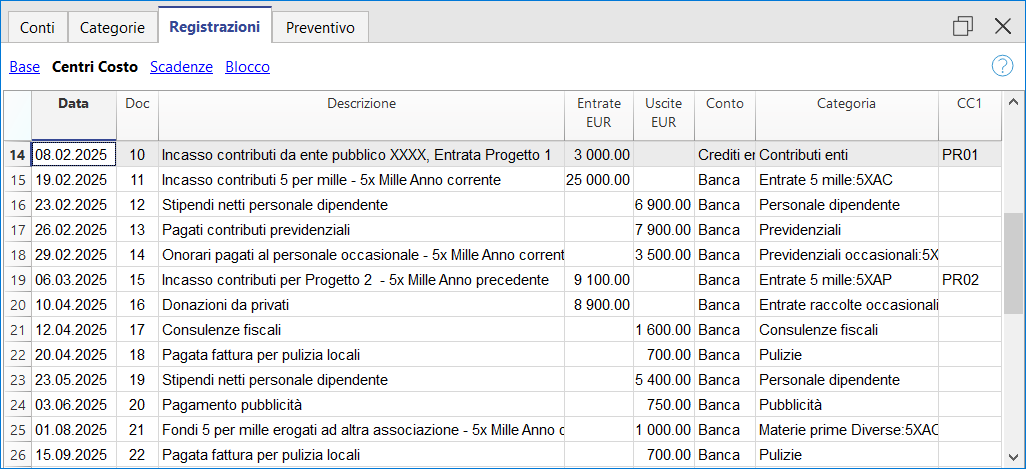 Conti Categorie Registrazioni Preventivo
Base Centri Costo Scadenze Blocco ?
Data Doc Descrizione Entrate EUR Uscite EUR Conto Categoria CC1
14 08.02.2025 10 Incasso contributi da ente pubblico XXXX, Entrata Progetto 1 3 000.00 Crediti er Contributi enti PR01
15 19.02.2025 11 Incasso contributi 5 per mille - 5x Mille Anno corrente 25 000.00 Banca Entrate 5 mille:5XAC
16 23.02.2025 12 Stipendi netti personale dipendente 6 900.00 Banca Personale dipendente
17 26.02.2025 13 Pagati contributi previdenziali 7 900.00 Banca Previdenziali
18 29.02.2025 14 Onorari pagati al personale occasionale - 5x Mille Anno corrent 3 500.00 Banca Previdenziali occasionali:5X
19 06.03.2025 15 Incasso contributi per Progetto 2 - 5x Mille Anno precedente 9 100.00 Banca Entrate 5 mille:5XAP PR02
20 10.04.2025 16 Donazioni da privati 8 900.00 Banca Entrate raccolte occasionali
21 12.04.2025 17 Consulenze fiscali 1 600.00 Banca Consulenze fiscali
22 20.04.2025 18 Pagata fattura per pulizia locali 700.00 Banca Pulizie
23 23.05.2025 19 Stipendi netti personale dipendente 5 400.00 Banca Personale dipendente
24 03.06.2025 20 Pagamento pubblicità 750.00 Banca Pubblicità
25 01.08.2025 21 Fondi 5 per mille erogati ad altra associazione - 5x Mille Anno c 1 000.00 Banca Materie prime Diverse:5XAC
26 15.09.2025 22 Pagata fattura per pulizia locali 700.00 Banca Pulizie